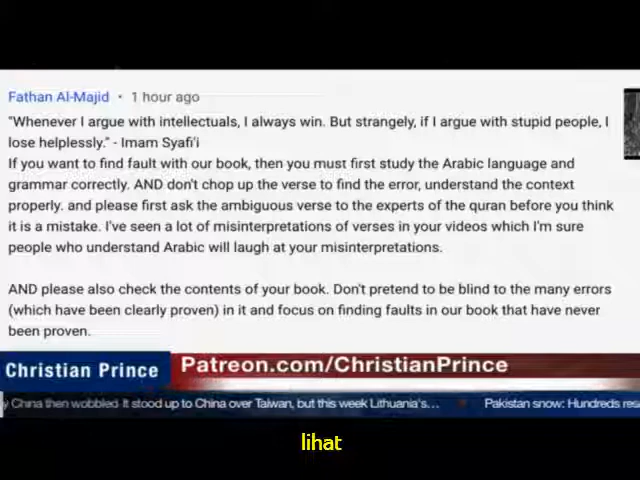 Fathan Al-Majid • 1 hour ago
"Whenever I argue with intellectuals, I always win. But strangely, if I argue with stupid people, I
lose helplessly." - Imam Syafi'i
If you want to find fault with our book, then you must first study the Arabic language and
grammar correctly. AND don't chop up the verse to find the error, understand the context
properly. and please first ask the ambiguous verse to the experts of the quran before you think
it is a mistake. I've seen a lot of misinterpretations of verses in your videos which I'm sure
people who understand Arabic will laugh at your misinterpretations.
AND please also check the contents of your book. Don't pretend to be blind to the many errors
(which have been clearly proven) in it and focus on finding faults in our book that have never
been proven.
Christian Prince
Patreon.com/ChristianPrince
China then wobbled. It stood up to China over Taiwan, but this week Lithuania's... Pakistan snow: Hundreds
lihat